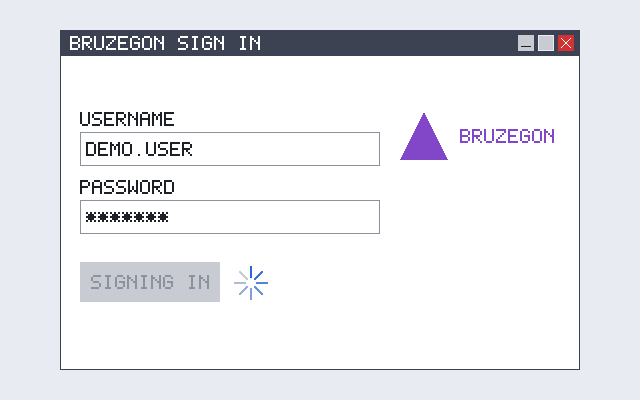 BRUZEGON SIGN IN
USERNAME
DEMO.USER
BRUZEGON
PASSWORD
*******
SIGNING IN